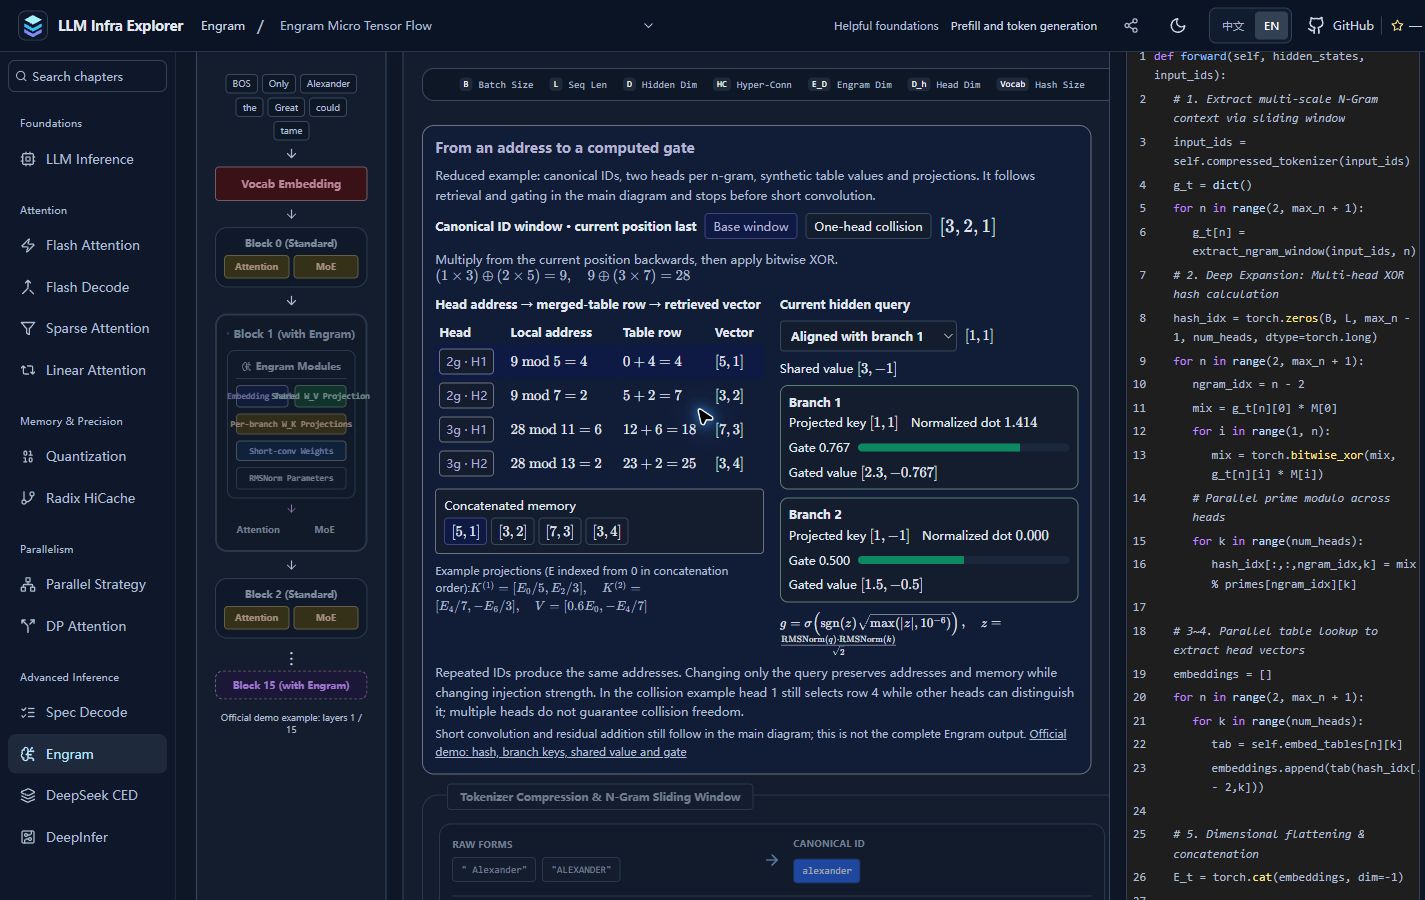 LLM Infra Explorer
Engram / Engram Micro Tensor Flow
Helpful foundations Prefill and token generation
中文 EN GitHub
Search chapters
Foundations
LLM Inference
Attention
Flash Attention
Flash Decode
Sparse Attention
Linear Attention
Memory & Precision
Quantization
Radix HiCache
Parallelism
Parallel Strategy
DP Attention
Advanced Inference
Spec Decode
Engram
DeepSeek CED
DeepInfer
BOS Only Alexander
the Great could
tame
Vocab Embedding
Block 0 (Standard)
Attention MoE
Block 1 (with Engram)
Engram Modules
Embedding Shared W_V Projection
Per-branch W_K Projections
Short-conv Weights
RMSNorm Parameters
Attention MoE
Block 2 (Standard)
Attention MoE
Block 15 (with Engram)
Official demo example: layers 1 /
15
B Batch Size L Seq Len D Hidden Dim HC Hyper-Conn E_D Engram Dim D_h Head Dim Vocab Hash Size
From an address to a computed gate
Reduced example: canonical IDs, two heads per n-gram, synthetic table values and projections. It follows
retrieval and gating in the main diagram and stops before short convolution.
Canonical ID window • current position last Base window One-head collision [3, 2, 1]
Multiply from the current position backwards, then apply bitwise XOR.
(1 × 3) ⊕ (2 × 5) = 9, 9 ⊕ (3 × 7) = 28
Head address → merged-table row → retrieved vector
Head Local address Table row Vector
2g · H1 9 mod 5 = 4 0 + 4 = 4 [5, 1]
2g · H2 9 mod 7 = 2 5 + 2 = 7 [3, 2]
3g · H1 28 mod 11 = 6 12 + 6 = 18 [7, 3]
3g · H2 28 mod 13 = 2 23 + 2 = 25 [3, 4]
Concatenated memory
[5, 1] [3, 2] [7, 3] [3, 4]
Example projections (E indexed from 0 in concatenation
order):K⁽¹⁾ = [E₀/5, E₂/3], K⁽²⁾ =
[E₄/7, −E₆/3], V = [0.6E₀, −E₄/7]
Current hidden query
Aligned with branch 1 [1, 1]
Shared value [3, −1]
Branch 1
Projected key [1, 1] Normalized dot 1.414
Gate 0.767
Gated value [2.3, −0.767]
Branch 2
Projected key [1, −1] Normalized dot 0.000
Gate 0.500
Gated value [1.5, −0.5]
g = σ(sgn(z)√max(|z|, 10⁻⁶)), z =
RMSNorm(q)·RMSNorm(k)
√2
Repeated IDs produce the same addresses. Changing only the query preserves addresses and memory while
changing injection strength. In the collision example head 1 still selects row 4 while other heads can distinguish
it; multiple heads do not guarantee collision freedom.
Short convolution and residual addition still follow in the main diagram; this is not the complete Engram output. Official
demo: hash, branch keys, shared value and gate
Tokenizer Compression & N-Gram Sliding Window
RAW FORMS
" Alexander" "ALEXANDER"
CANONICAL ID
alexander
1 def forward(self, hidden_states,
input_ids):
2 # 1. Extract multi-scale N-Gram
context via sliding window
3 input_ids =
self.compressed_tokenizer(input_ids)
4 g_t = dict()
5 for n in range(2, max_n + 1):
6 g_t[n] =
extract_ngram_window(input_ids, n)
7 # 2. Deep Expansion: Multi-head XOR
hash calculation
8 hash_idx = torch.zeros(B, L, max_n -
1, num_heads, dtype=torch.long)
9 for n in range(2, max_n + 1):
10 ngram_idx = n - 2
11 mix = g_t[n][0] * M[0]
12 for i in range(1, n):
13 mix = torch.bitwise_xor(mix,
g_t[n][i] * M[i])
14 # Parallel prime modulo across
heads
15 for k in range(num_heads):
16 hash_idx[:,:,ngram_idx,k] = mix
% primes[ngram_idx][k]
17
18 # 3~4. Parallel table lookup to
extract head vectors
19 embeddings = []
20 for n in range(2, max_n + 1):
21 for k in range(num_heads):
22 tab = self.embed_tables[n][k]
23 embeddings.append(tab(hash_idx[
- 2,k]))
24
25 # 5. Dimensional flattening &
concatenation
26 E_t = torch.cat(embeddings, dim=-1)